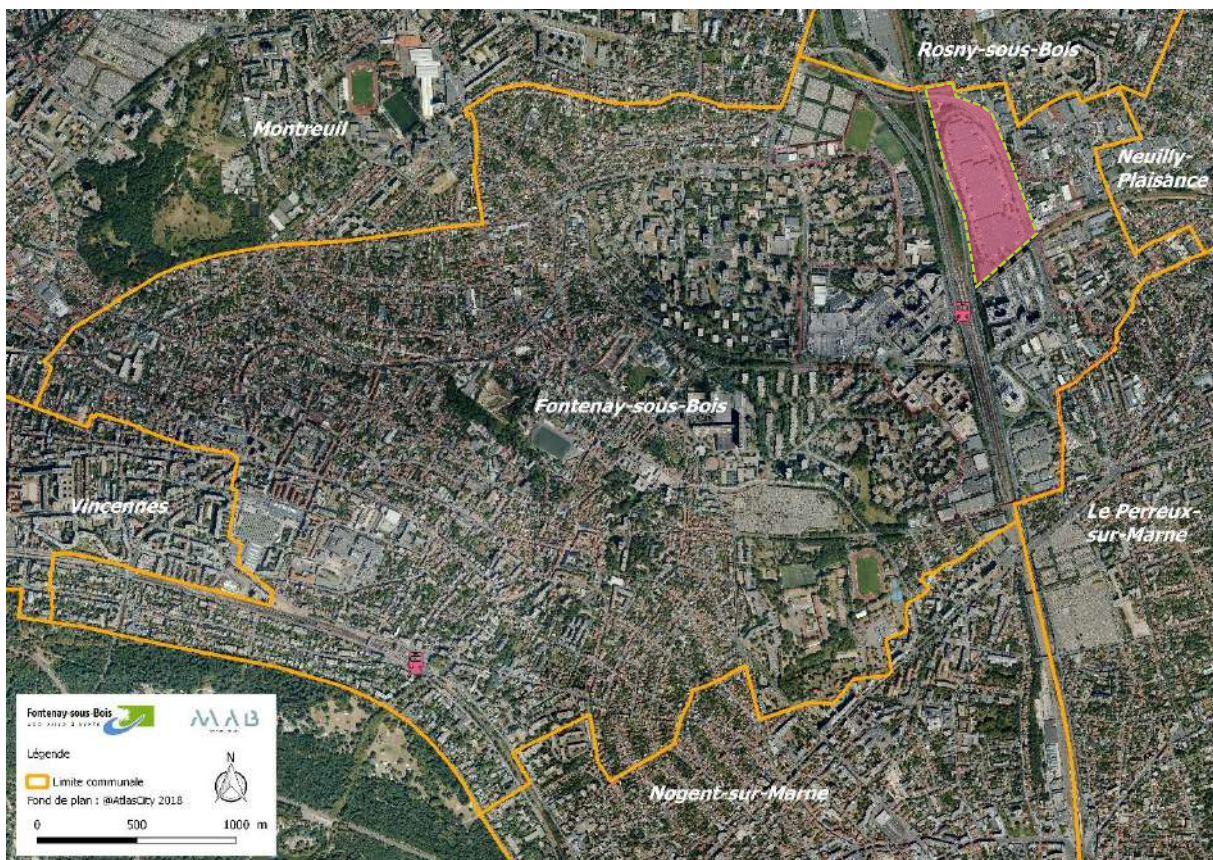 Rosny-sous-Bois
Montreuil
Neuilly-
Plaisance
Fontenay-sous-Bois
Vincennes
Le Perreux-
sur-Marne
Nogent-sur-Marne
Fontenay-sous-Bois
MAB
Légende
N
Limite communale
Fond de plan : @AtlasCity 2018
0 500 1000 m